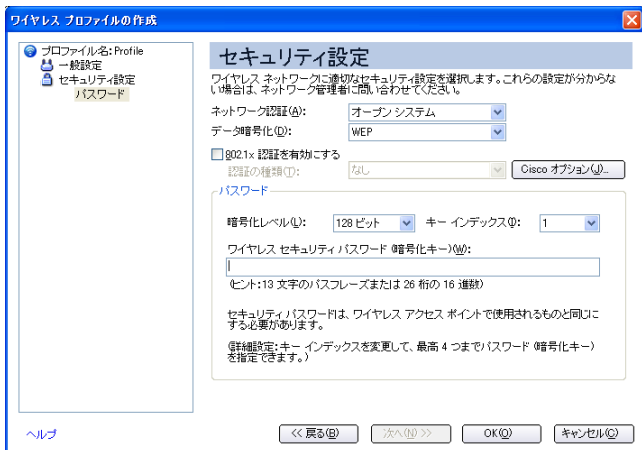 ワイヤレス プロファイルの作成
プロファイル名: Profile
一般設定
セキュリティ設定
パスワード
セキュリティ設定
ワイヤレス ネットワークに適切なセキュリティ設定を選択します。これらの設定が分からな
い場合は、ネットワーク管理者に問い合わせてください。
ネットワーク認証(A): オープン システム
データ暗号化(D): WEP
802.1x 認証を有効にする
認証の種類(T): なし Cisco オプション(J)...
パスワード
暗号化レベル(L): 128 ビット キー インデックス(I): 1
ワイヤレス セキュリティ パスワード (暗号化キー)(W):
(ヒント:13 文字のパスフレーズまたは 26 桁の 16 進数)
セキュリティ パスワードは、ワイヤレス アクセス ポイントで使用されるものと同じに
する必要があります。
(詳細設定: キー インデックスを変更して、最高 4 つまでパスワード (暗号化キー)
を指定できます。)
ヘルプ << 戻る(B) 次へ(N) >> OK(O) キャンセル(C)